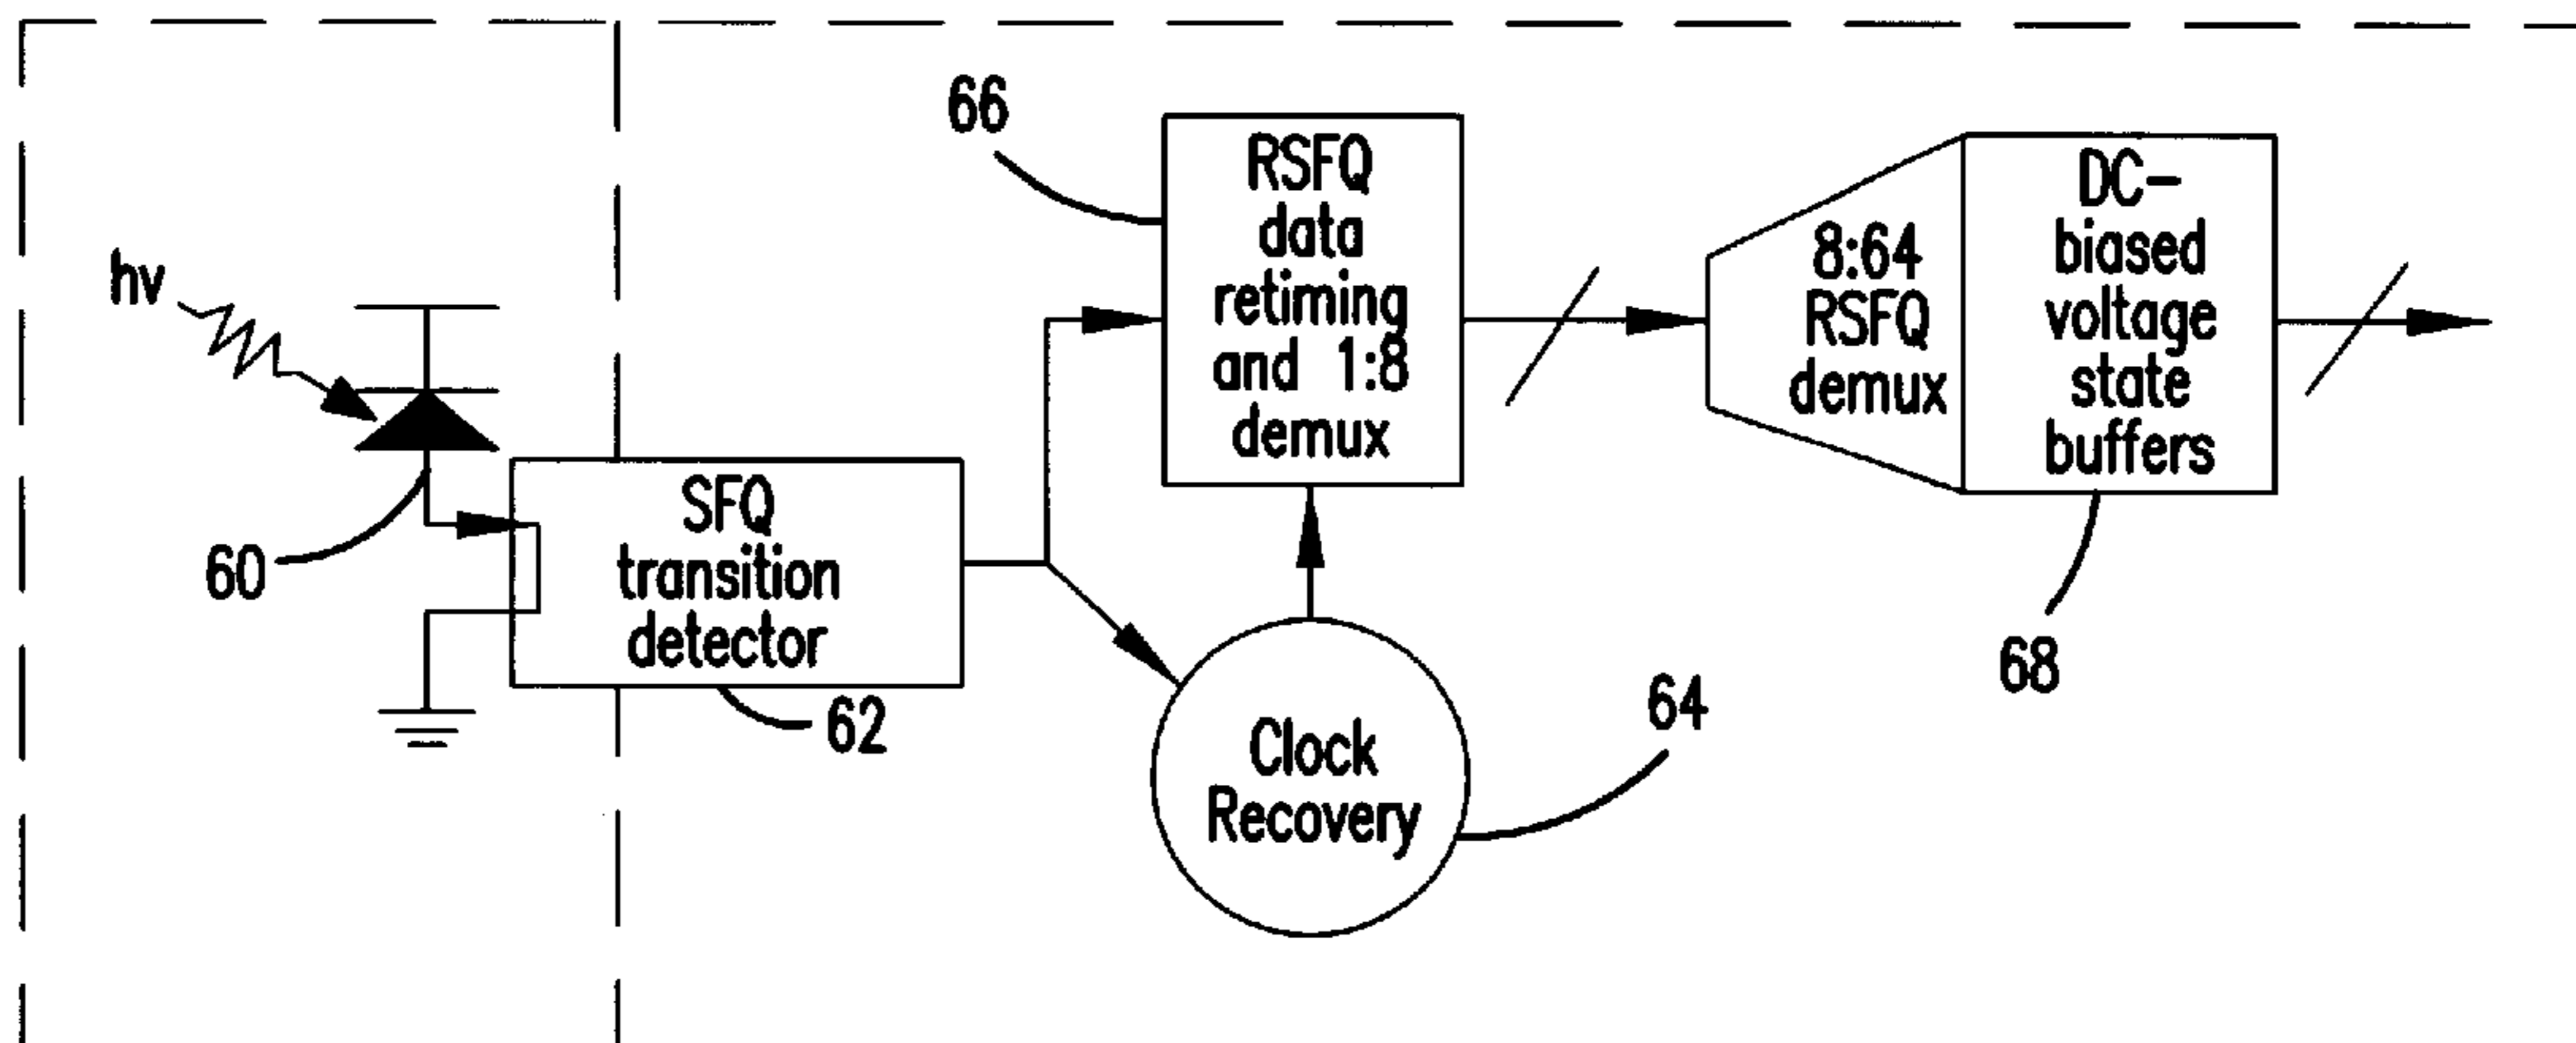 66
RSFQ
data
retiming
and 1:8
demux
DC-
biased
voltage
state
buffers
8:64
RSFQ
demux
hv
SFQ
transition
detector
60
62
68
64
Clock
Recovery